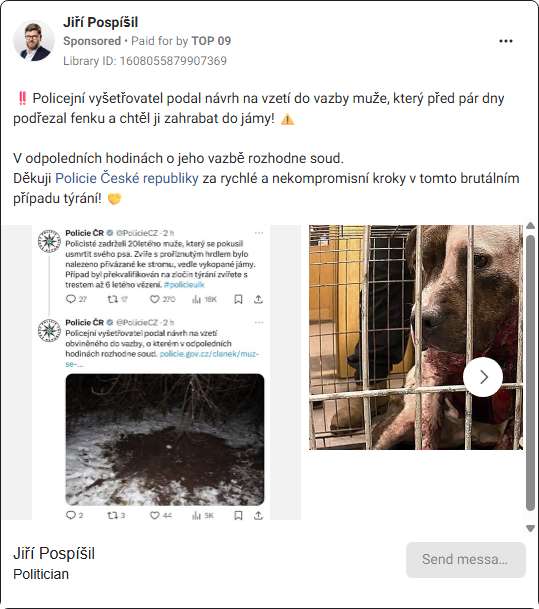 Jiří Pospíšil
Sponsored • Paid for by TOP 09
Library ID: 1608055879907369
‼️Policejní vyšetřovatel podal návrh na vzetí do vazby muže, který před pár dny
podřezal fenku a chtěl ji zahrabat do jámy! ⚠️
V odpoledních hodinách o jeho vazbě rozhodne soud.
Děkuji Policie České republiky za rychlé a nekompromisní kroky v tomto brutálním
případu týrání! 🤝
Policie ČR @PolicieCZ · 2 h
Policisté zadrželi 20letého muže, který se pokusil
usmrtit svého psa. Zvíře s proříznutým hrdlem bylo
nalezeno přivázané ke stromu, vedle vykopané jámy.
Případ byl překvalifikován na zločin týrání zvířete s
trestem až 6 letého vězení. #policieulk
27 17 270 16K
Policie ČR @PolicieCZ · 2 h
Policejní vyšetřovatel podal návrh na vzetí
obviněného do vazby, o kterém v odpoledních
hodinách rozhodne soud. policie.gov.cz/clanek/muz-
se-...
2 3 44 5K
Jiří Pospíšil
Politician
Send messa...